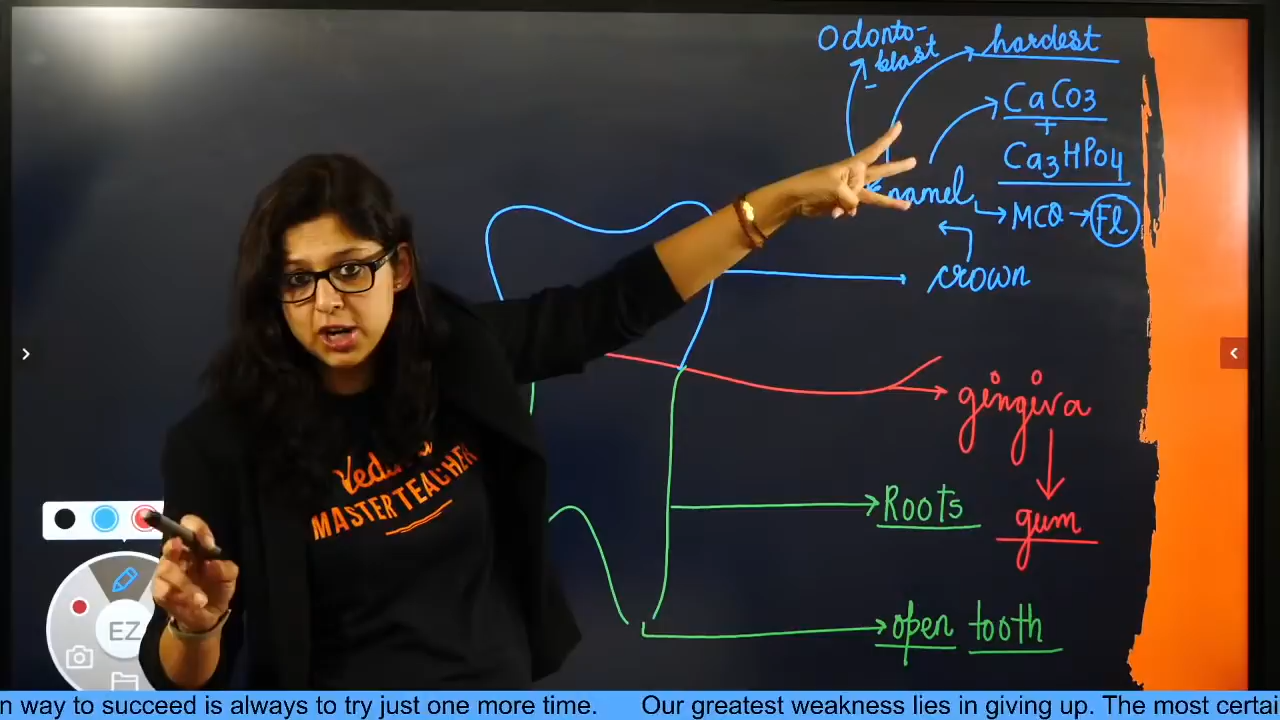 Odonto-
-blast
hardest
CaCo3
+
Ca3HPo4
Enamel
MCQ → Fl
crown
gingiva
gum
Roots
open tooth
MASTER TEACHER
EZ
n way to succeed is always to try just one more time. Our greatest weakness lies in giving up. The most certai